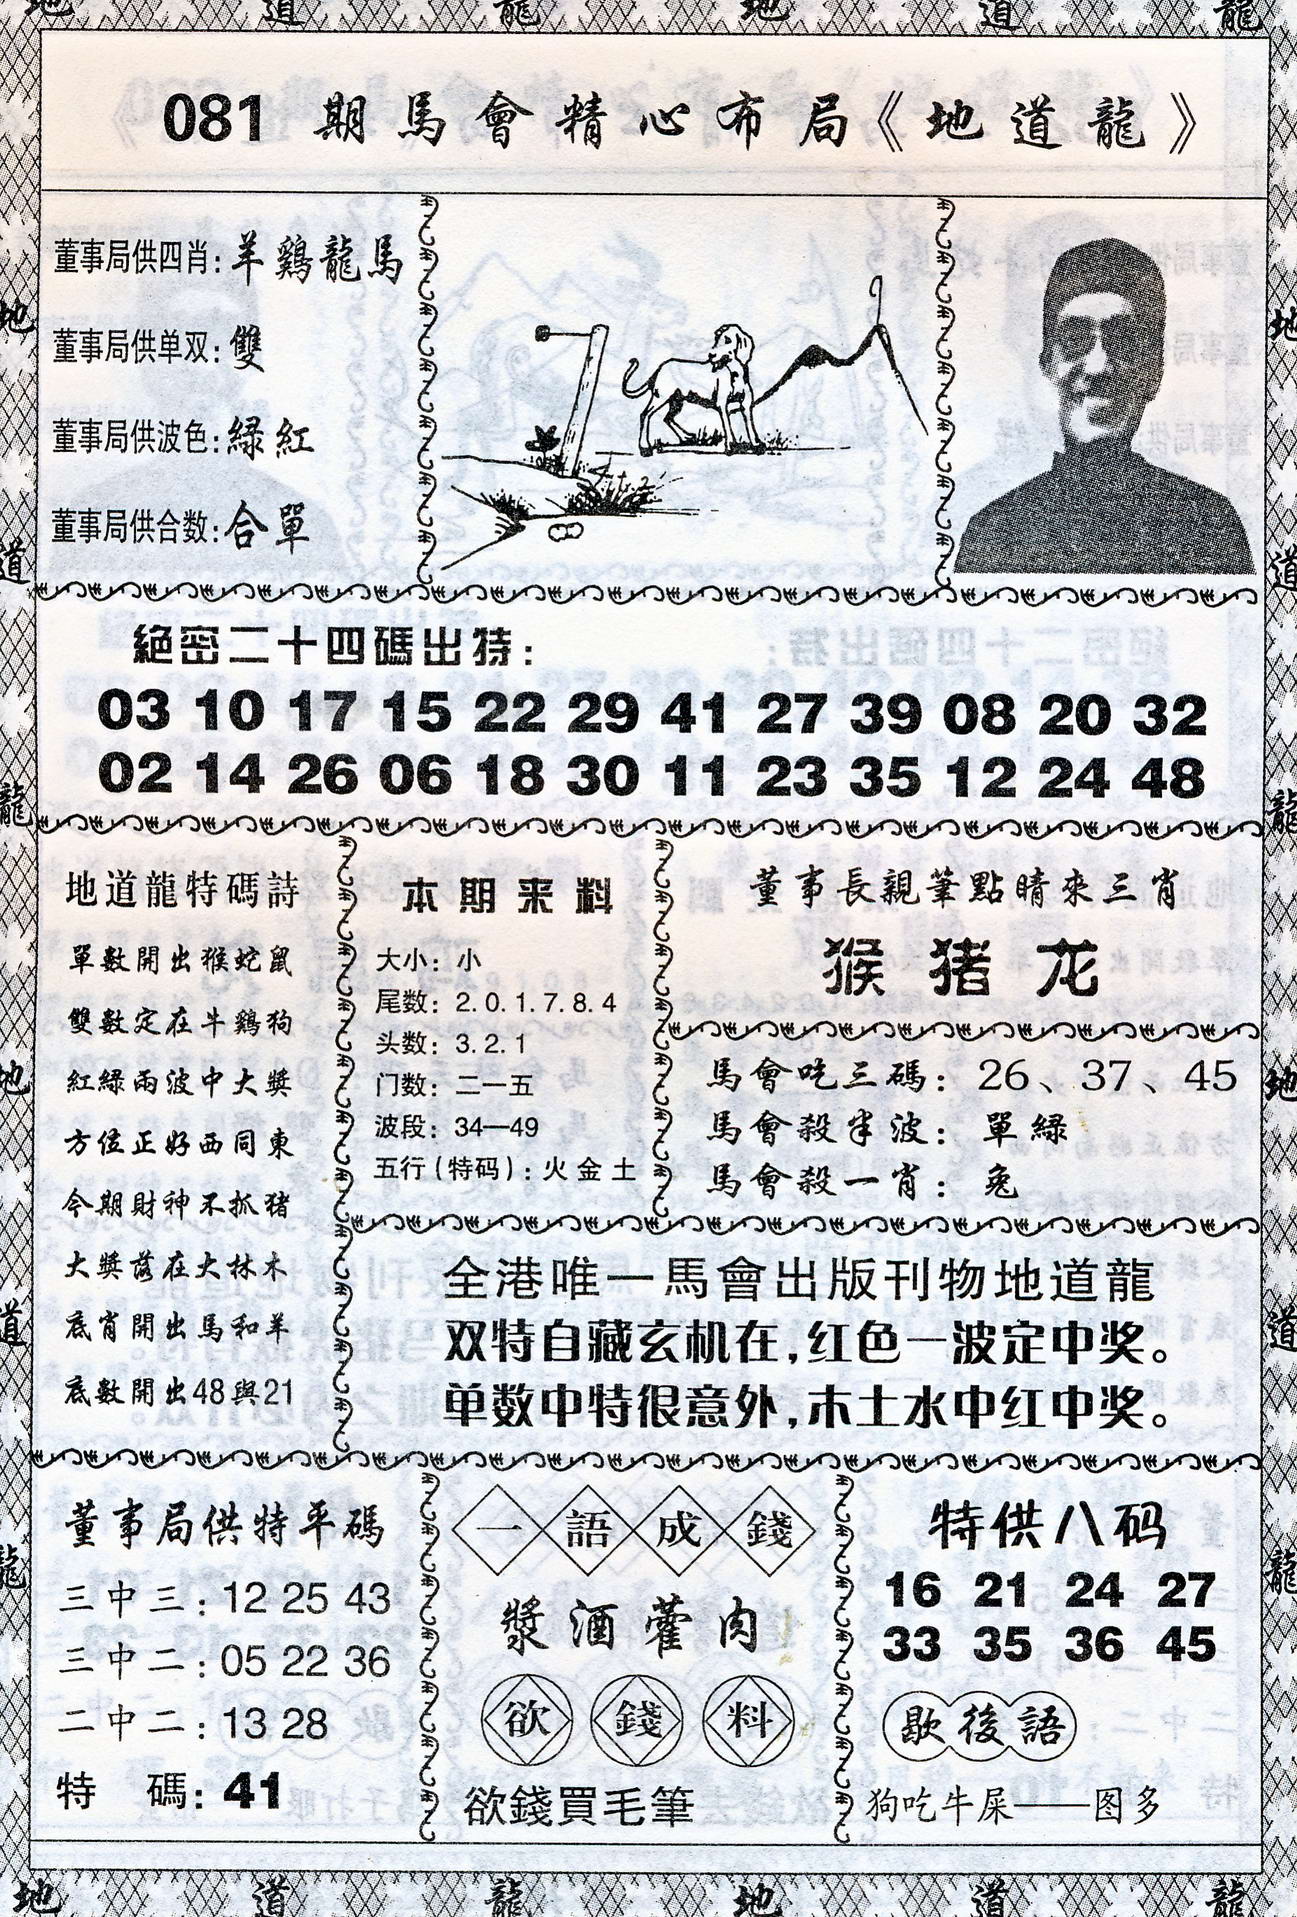 081 期馬會精心布局《地道龍》
董事局供四肖:羊鷄龍馬
董事局供单双:雙
董事局供波色:緑紅
董事局供合数:合單
絕密二十四碼出特:
03 10 17 15 22 29 41 27 39 08 20 32
02 14 26 06 18 30 11 23 35 12 24 48
地道龍特碼詩
單數開出猴蛇鼠
雙數定在牛鷄狗
紅緑兩波中大獎
方位正好西同東
今期財神不抓猪
大獎落在大林木
底肖開出馬和羊
底數開出48與21
本期来料
大小: 小
尾数: 2.0.1.7.8.4
头数: 3.2.1
门数: 二一五
波段: 34—49
五行(特码): 火 金 土
董事長親筆點睛來三肖
猴 猪 龙
馬會吃三碼: 26、37、45
馬會殺半波: 單緑
馬會殺一肖: 兔
全港唯一馬會出版刊物地道龍
双特自藏玄机在,红色一波定中奖。
单数中特很意外,木土水中红中奖。
董事局供特平碼
三中三: 12 25 43
三中二: 05 22 36
二中二: 13 28
特 碼: 41
一語成錢
漿酒藿肉
欲錢料
欲錢買毛筆
特供八码
16 21 24 27
33 35 36 45
歇後語
狗吃牛屎——图多